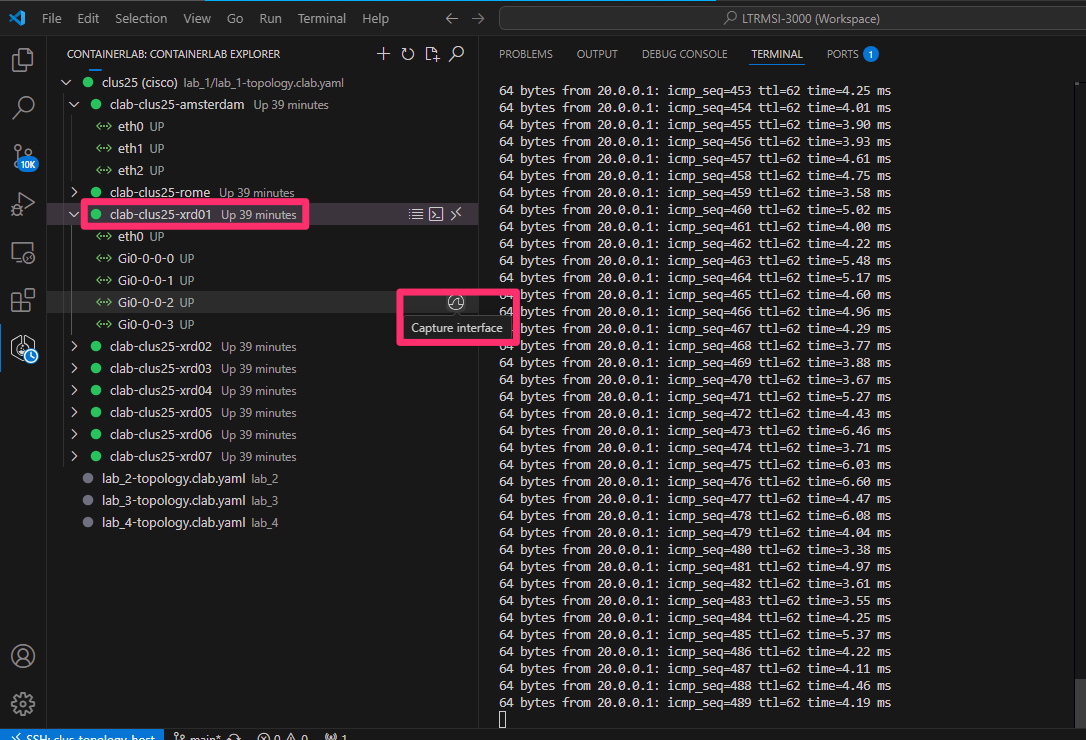 File Edit Selection View Go Run Terminal Help LTRMSI-3000 (Workspace)
CONTAINERLAB: CONTAINERLAB EXPLORER
clus25 (cisco) lab_1/lab_1-topology.clab.yaml
clab-clus25-amsterdam Up 39 minutes
eth0 UP
eth1 UP
eth2 UP
clab-clus25-rome Up 39 minutes
clab-clus25-xrd01 Up 39 minutes
eth0 UP
Gi0-0-0-0 UP
Gi0-0-0-1 UP
Gi0-0-0-2 UP
Capture interface
Gi0-0-0-3 UP
clab-clus25-xrd02 Up 39 minutes
clab-clus25-xrd03 Up 39 minutes
clab-clus25-xrd04 Up 39 minutes
clab-clus25-xrd05 Up 39 minutes
clab-clus25-xrd06 Up 39 minutes
clab-clus25-xrd07 Up 39 minutes
lab_2-topology.clab.yaml lab_2
lab_3-topology.clab.yaml lab_3
lab_4-topology.clab.yaml lab_4
10K
PROBLEMS OUTPUT DEBUG CONSOLE TERMINAL PORTS 1
64 bytes from 20.0.0.1: icmp_seq=453 ttl=62 time=4.25 ms
64 bytes from 20.0.0.1: icmp_seq=454 ttl=62 time=4.01 ms
64 bytes from 20.0.0.1: icmp_seq=455 ttl=62 time=3.90 ms
64 bytes from 20.0.0.1: icmp_seq=456 ttl=62 time=3.93 ms
64 bytes from 20.0.0.1: icmp_seq=457 ttl=62 time=4.61 ms
64 bytes from 20.0.0.1: icmp_seq=458 ttl=62 time=4.75 ms
64 bytes from 20.0.0.1: icmp_seq=459 ttl=62 time=3.58 ms
64 bytes from 20.0.0.1: icmp_seq=460 ttl=62 time=5.02 ms
64 bytes from 20.0.0.1: icmp_seq=461 ttl=62 time=4.00 ms
64 bytes from 20.0.0.1: icmp_seq=462 ttl=62 time=4.22 ms
64 bytes from 20.0.0.1: icmp_seq=463 ttl=62 time=5.48 ms
64 bytes from 20.0.0.1: icmp_seq=464 ttl=62 time=5.17 ms
64 bytes from 20.0.0.1: icmp_seq=465 ttl=62 time=4.60 ms
64 bytes from 20.0.0.1: icmp_seq=466 ttl=62 time=4.96 ms
bytes from 20.0.0.1: icmp_seq=467 ttl=62 time=4.29 ms
64 bytes from 20.0.0.1: icmp_seq=468 ttl=62 time=3.77 ms
64 bytes from 20.0.0.1: icmp_seq=469 ttl=62 time=3.88 ms
64 bytes from 20.0.0.1: icmp_seq=470 ttl=62 time=3.67 ms
64 bytes from 20.0.0.1: icmp_seq=471 ttl=62 time=5.27 ms
64 bytes from 20.0.0.1: icmp_seq=472 ttl=62 time=4.43 ms
64 bytes from 20.0.0.1: icmp_seq=473 ttl=62 time=6.46 ms
64 bytes from 20.0.0.1: icmp_seq=474 ttl=62 time=3.71 ms
64 bytes from 20.0.0.1: icmp_seq=475 ttl=62 time=6.03 ms
64 bytes from 20.0.0.1: icmp_seq=476 ttl=62 time=6.60 ms
64 bytes from 20.0.0.1: icmp_seq=477 ttl=62 time=4.47 ms
64 bytes from 20.0.0.1: icmp_seq=478 ttl=62 time=6.08 ms
64 bytes from 20.0.0.1: icmp_seq=479 ttl=62 time=4.04 ms
64 bytes from 20.0.0.1: icmp_seq=480 ttl=62 time=3.38 ms
64 bytes from 20.0.0.1: icmp_seq=481 ttl=62 time=4.97 ms
64 bytes from 20.0.0.1: icmp_seq=482 ttl=62 time=3.61 ms
64 bytes from 20.0.0.1: icmp_seq=483 ttl=62 time=3.55 ms
64 bytes from 20.0.0.1: icmp_seq=484 ttl=62 time=4.25 ms
64 bytes from 20.0.0.1: icmp_seq=485 ttl=62 time=5.37 ms
64 bytes from 20.0.0.1: icmp_seq=486 ttl=62 time=4.22 ms
64 bytes from 20.0.0.1: icmp_seq=487 ttl=62 time=4.11 ms
64 bytes from 20.0.0.1: icmp_seq=488 ttl=62 time=4.46 ms
64 bytes from 20.0.0.1: icmp_seq=489 ttl=62 time=4.19 ms
SSH: clus-topology-host main* 0 0 1